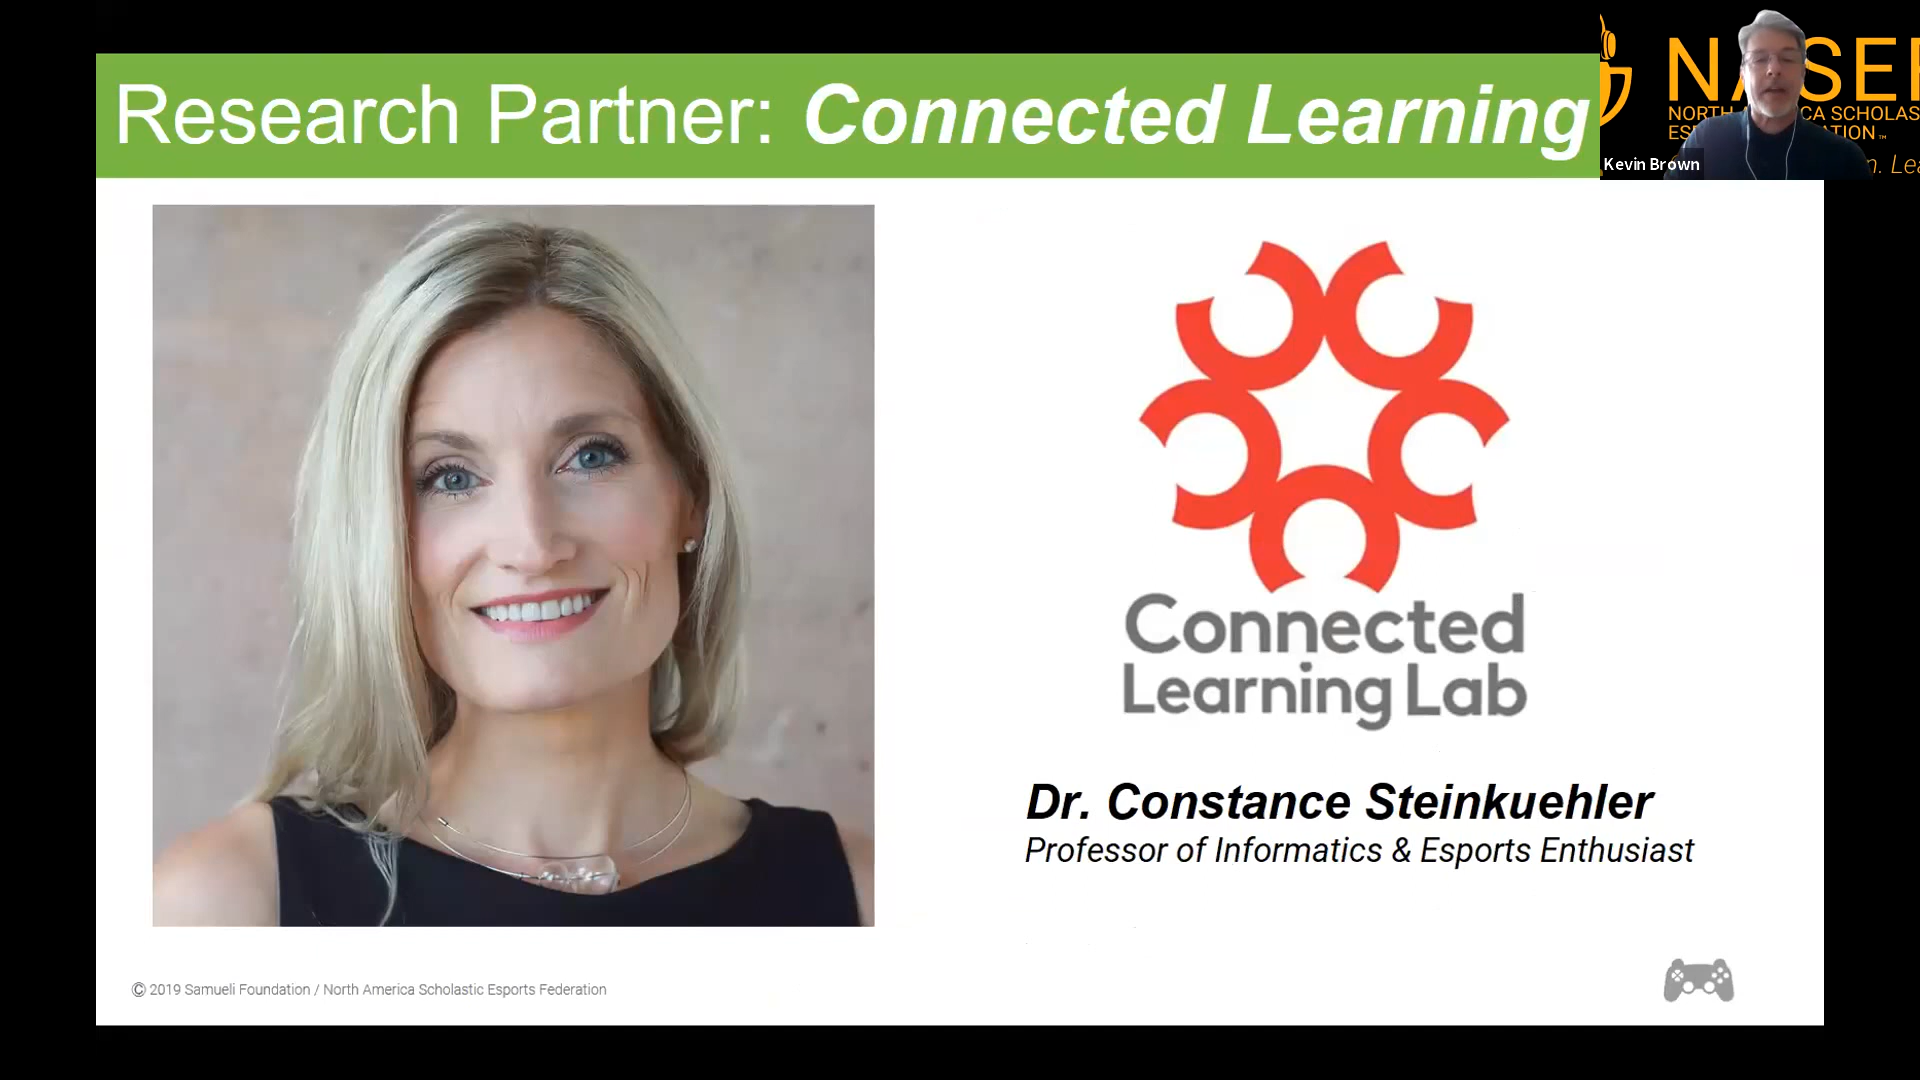 Research Partner: Connected Learning
Kevin Brown
Connected
Learning Lab
Dr. Constance Steinkuehler
Professor of Informatics & Esports Enthusiast
© 2019 Samueli Foundation / North America Scholastic Esports Federation